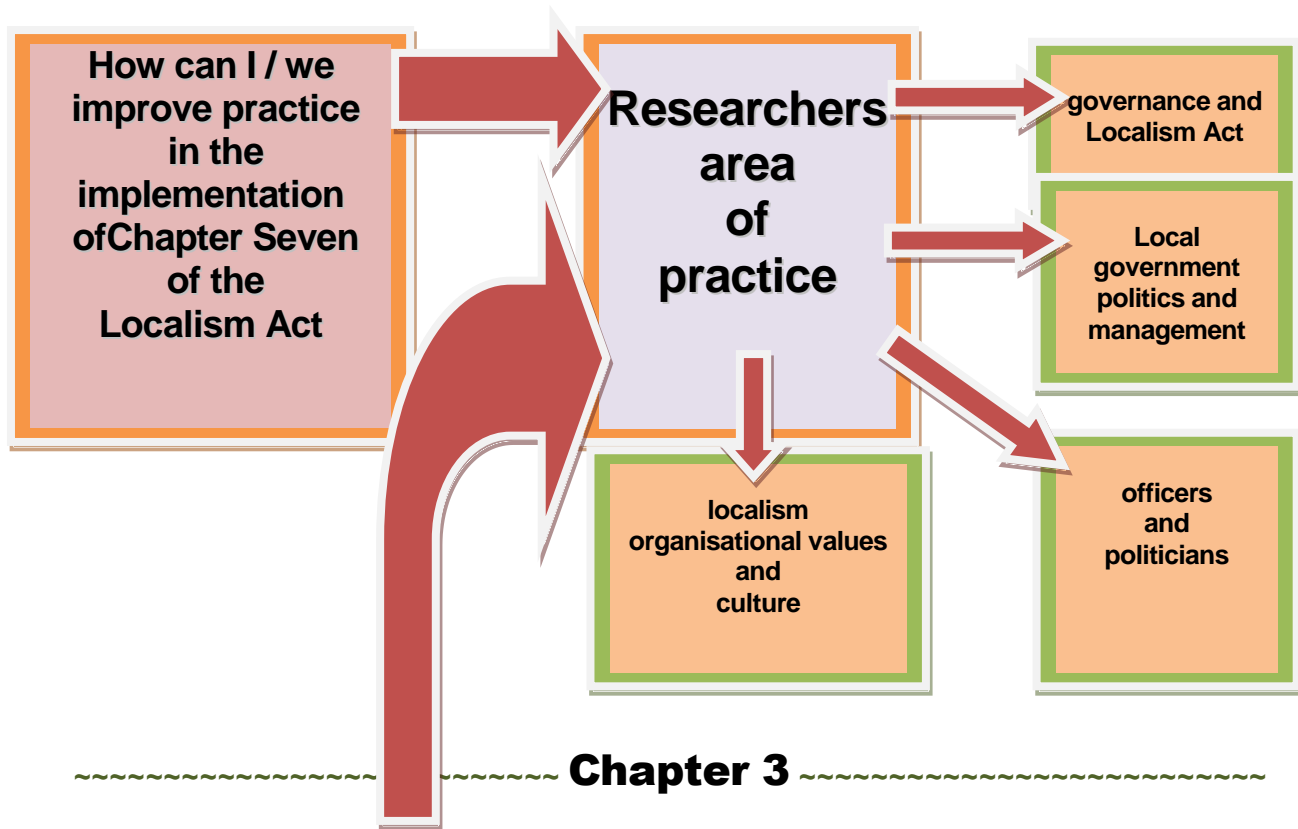 How can I / we
improve practice
in the
implementation
ofChapter Seven
of the
Localism Act
Researchers
area
of
practice
governance and
Localism Act
Local
government
politics and
management
officers
and
politicians
localism
organisational values
and
culture
~~~~~~~~~~~~~~~~~~~~~~~~~~ Chapter 3 ~~~~~~~~~~~~~~~~~~~~~~~~~~